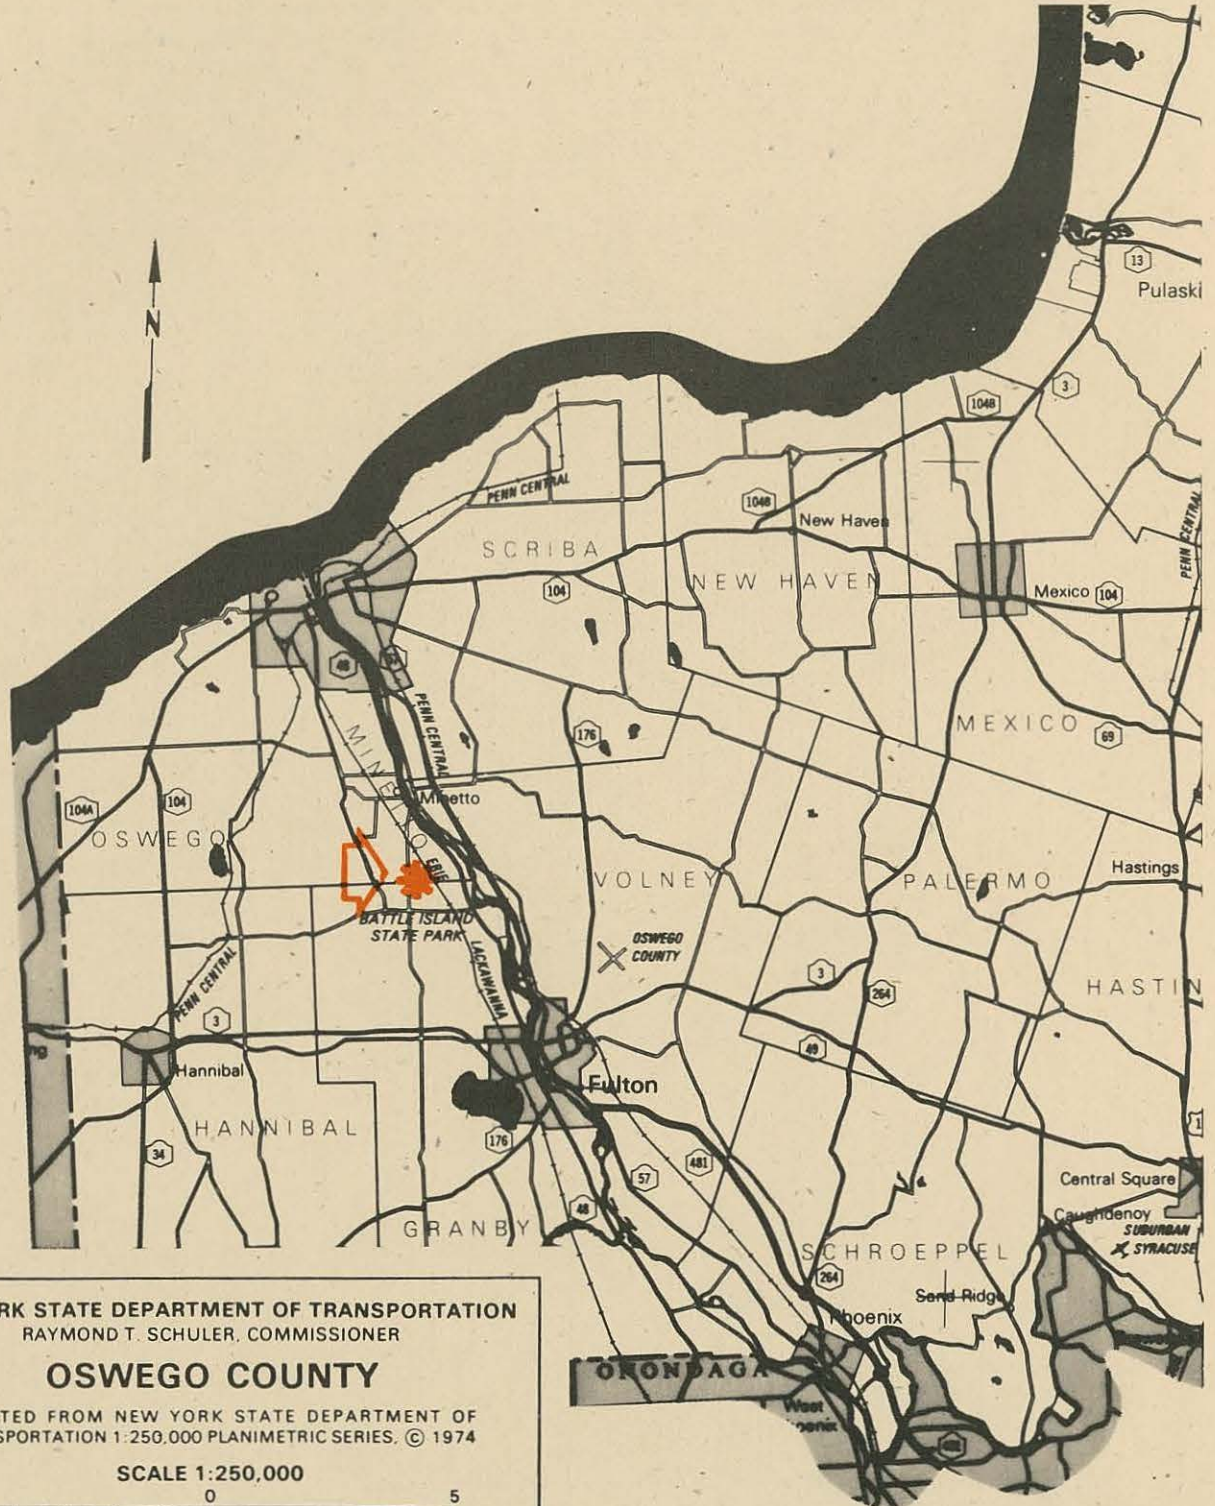 13
Pulaski
N
3
104B
PENN CENTRAL
104B
New Haven
PENN CENTRAL
SCRIBA
NEW HAVEN
104
Mexico
104
48
PENN CENTRAL
MINETTO
176
MEXICO
69
Minetto
104A
104
OSWEGO
ERIE
VOLNEY
PALERMO
Hastings
BATTLE ISLAND
STATE PARK
OSWEGO
COUNTY
LACKAWANNA
PENN CENTRAL
3
264
HASTIN
3
49
ng
Hannibal
Fulton
HANNIBAL
176
34
481
57
Central Square
48
Caughdenoy
GRANBY
SUBURBAN
SYRACUSE
SCHROEPPEL
264
Sand Ridge
Phoenix
RK STATE DEPARTMENT OF TRANSPORTATION
RAYMOND T. SCHULER, COMMISSIONER
OSWEGO COUNTY
TED FROM NEW YORK STATE DEPARTMENT OF
SPORTATION 1:250,000 PLANIMETRIC SERIES, © 1974
SCALE 1:250,000
0 5
ONONDAGA
West
oenix